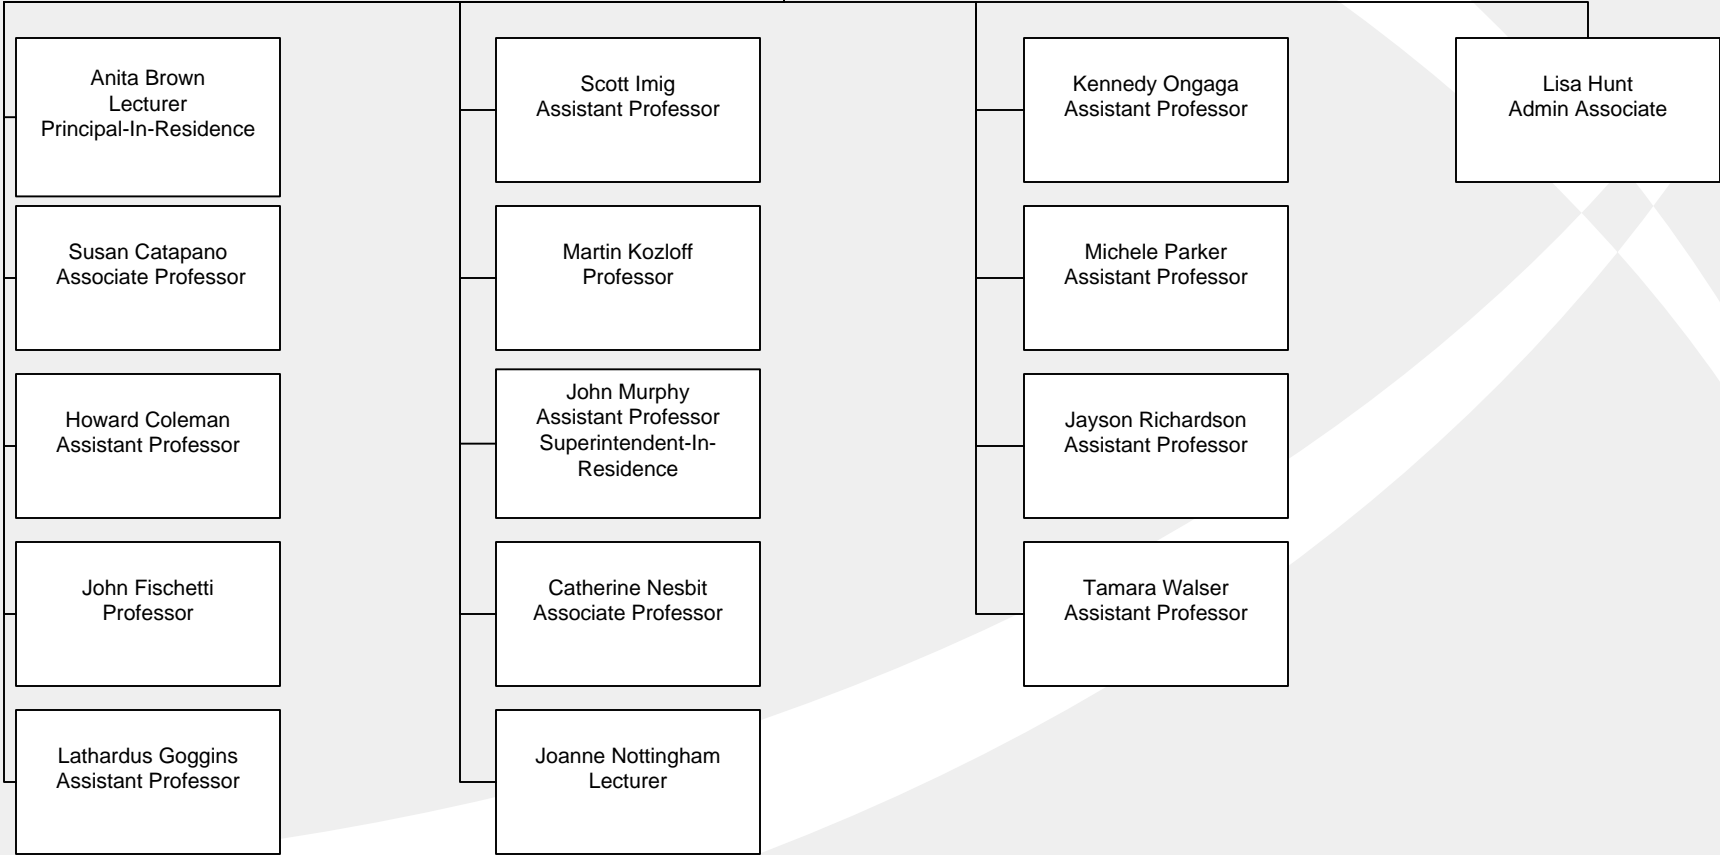 Anita Brown
Lecturer
Principal-In-Residence
Susan Catapano
Associate Professor
Howard Coleman
Assistant Professor
John Fischetti
Professor
Lathardus Goggins
Assistant Professor
Scott Imig
Assistant Professor
Martin Kozloff
Professor
John Murphy
Assistant Professor
Superintendent-In-
Residence
Catherine Nesbit
Associate Professor
Joanne Nottingham
Lecturer
Kennedy Ongaga
Assistant Professor
Michele Parker
Assistant Professor
Jayson Richardson
Assistant Professor
Tamara Walser
Assistant Professor
Lisa Hunt
Admin Associate